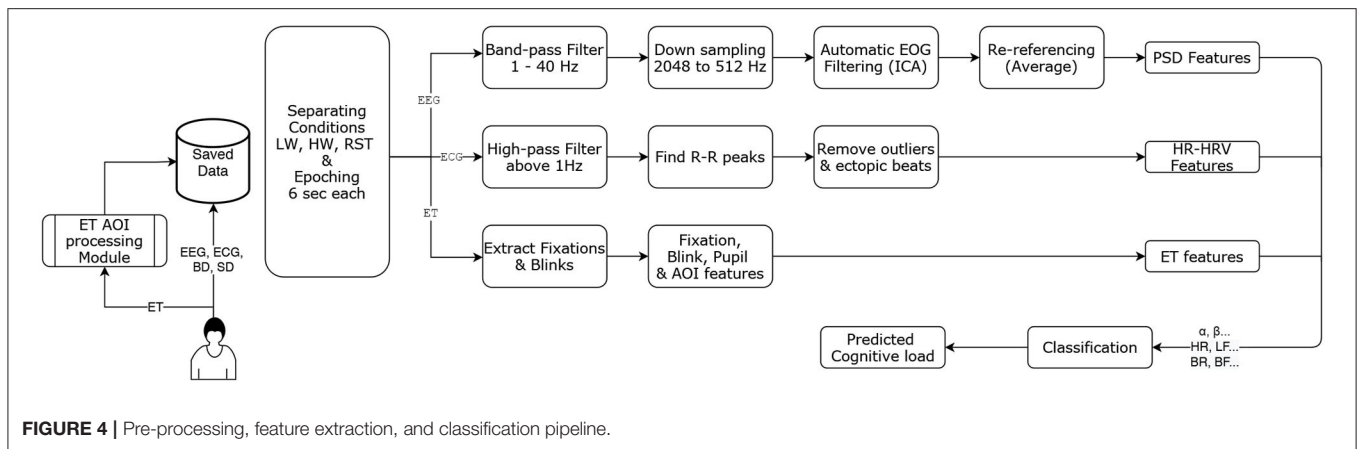 Saved
Data
ET AOI
processing
Module
EEG, ECG,
BD, SD
ET
Separating
Conditions
LW, HW, RST
&
Epoching
6 sec each
EEG
Band-pass Filter
1 - 40 Hz
Down sampling
2048 to 512 Hz
Automatic EOG
Filtering (ICA)
Re-referencing
(Average)
PSD Features
ECG
High-pass Filter
above 1Hz
Find R-R peaks
Remove outliers
& ectopic beats
HR-HRV
Features
ET
Extract Fixations
& Blinks
Fixation,
Blink, Pupil
& AOI features
ET features
α, β...
HR, LF...
BR, BF...
Classification
Predicted
Cognitive load
FIGURE 4 | Pre-processing, feature extraction, and classification pipeline.